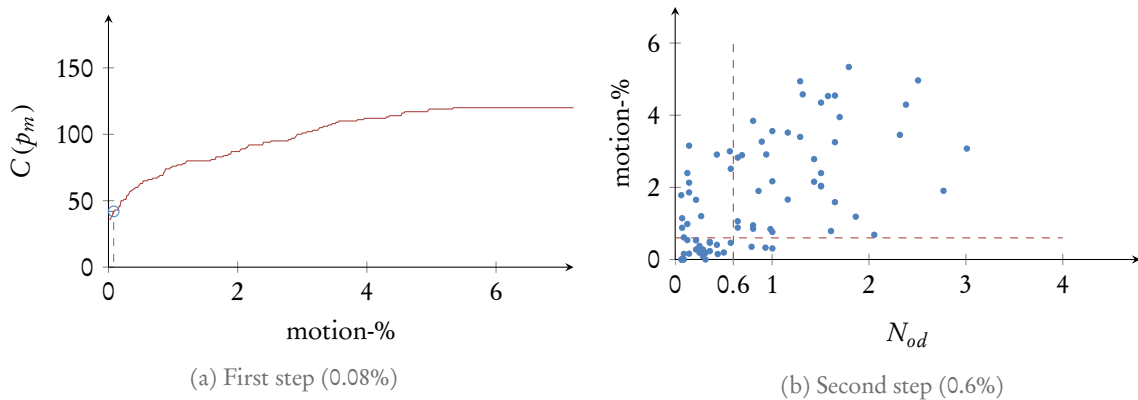 150
100
50
0
C(pₘ)
0 2 4 6
motion-%
(a) First step (0.08%)
6
4
2
0
motion-%
0 0.6 1 2 3 4
N_od
(b) Second step (0.6%)